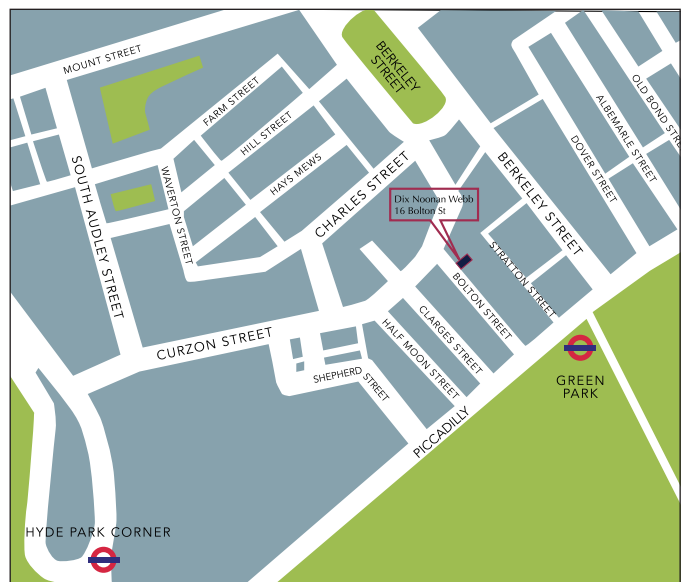 MOUNT STREET
BERKELEY
STREET
FARM STREET
OLD BOND STR
ALBEMARLE STREET
HILL STREET
DOVER STREET
HAYS MEWS
WAVERTON STREET
CHARLES STREET
BERKELEY STREET
SOUTH AUDLEY STREET
Dix Noonan Webb
16 Bolton St
STRATTON STREET
BOLTON STREET
CLARGES STREET
HALF MOON STREET
CURZON STREET
SHEPHERD
STREET
GREEN
PARK
PICCADILLY
HYDE PARK CORNER